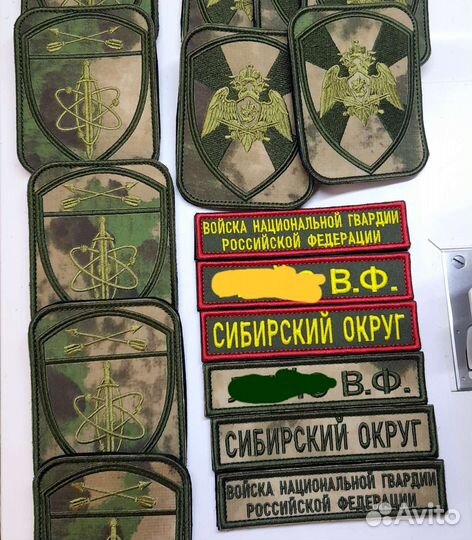 ВОЙСКА НАЦИОНАЛЬНОЙ ГВАРДИИ
РОССИЙСКОЙ ФЕДЕРАЦИИ
В.Ф.
СИБИРСКИЙ ОКРУГ
В.Ф.
СИБИРСКИЙ ОКРУГ
ВОЙСКА НАЦИОНАЛЬНОЙ ГВАРДИИ
РОССИЙСКОЙ ФЕДЕРАЦИИ
Avito